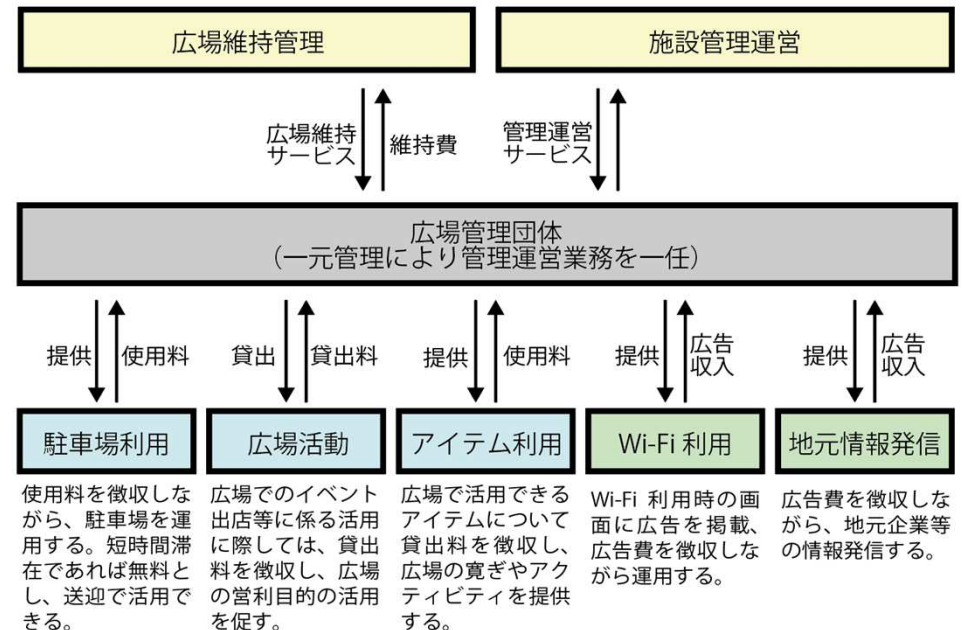 広場維持管理
施設管理運営
広場維持
サービス
維持費
管理運営
サービス
広場管理団体
（一元管理により管理運営業務を一任）
提供
使用料
貸出
貸出料
提供
使用料
提供
広告
収入
提供
広告
収入
駐車場利用
広場活動
アイテム利用
Wi-Fi 利用
地元情報発信
使用料を徴収しな
がら、駐車場を運
用する。短時間滞
在であれば無料と
し、送迎で活用で
きる。
広場でのイベント
出店等に係る活用
に際しては、貸出
料を徴収し、広場
の営利目的の活用
を促す。
広場で活用できる
アイテムについて
貸出料を徴収し、
広場の寛ぎやアク
ティビティを提供
する。
Wi-Fi 利用時の画
面に広告を掲載、
広告費を徴収しな
がら運用する。
広告費を徴収しな
がら、地元企業等
の情報発信する。